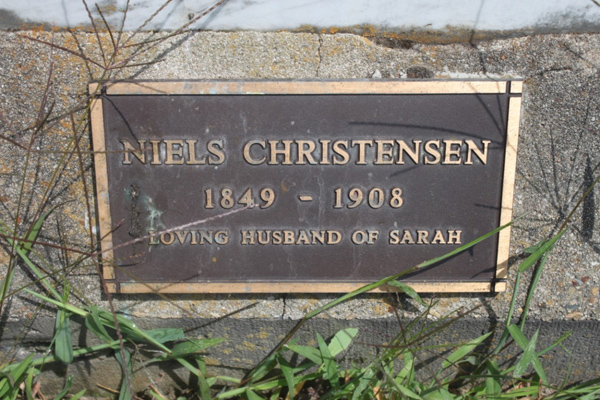 NIELS CHRISTENSEN
1849 - 1908
LOVING HUSBAND OF SARAH